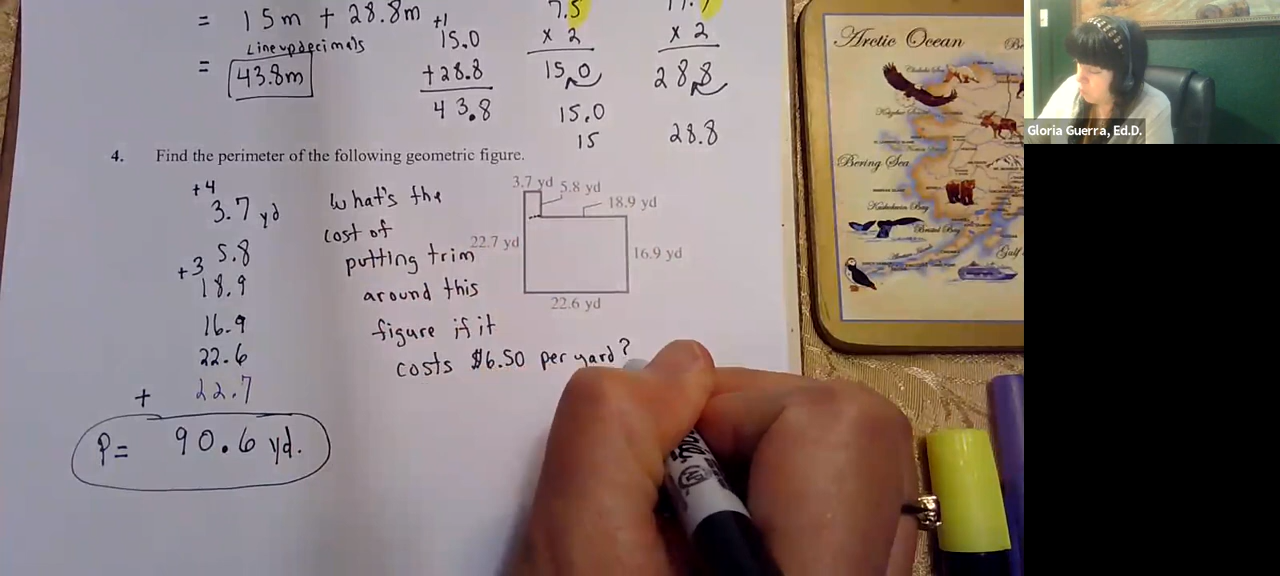 = 15m + 28.8m
Line up decimals
= 43.8m
+1
15.0
+28.8
43.8
7.5
x 2
15.0
15.0
15
x 2
28.8
28.8
4. Find the perimeter of the following geometric figure.
+4
3.7 yd
5.8
+3
18.9
16.9
22.6
+ 22.7
P= 90.6 yd.
What's the
cost of
putting trim
around this
figure if it
costs $6.50 per yard?
3.7 yd
5.8 yd
18.9 yd
22.7 yd
16.9 yd
22.6 yd
Arctic Ocean
Chukchi Sea
Bering Sea
Bristol Bay
Gulf
Gloria Guerra, Ed.D.